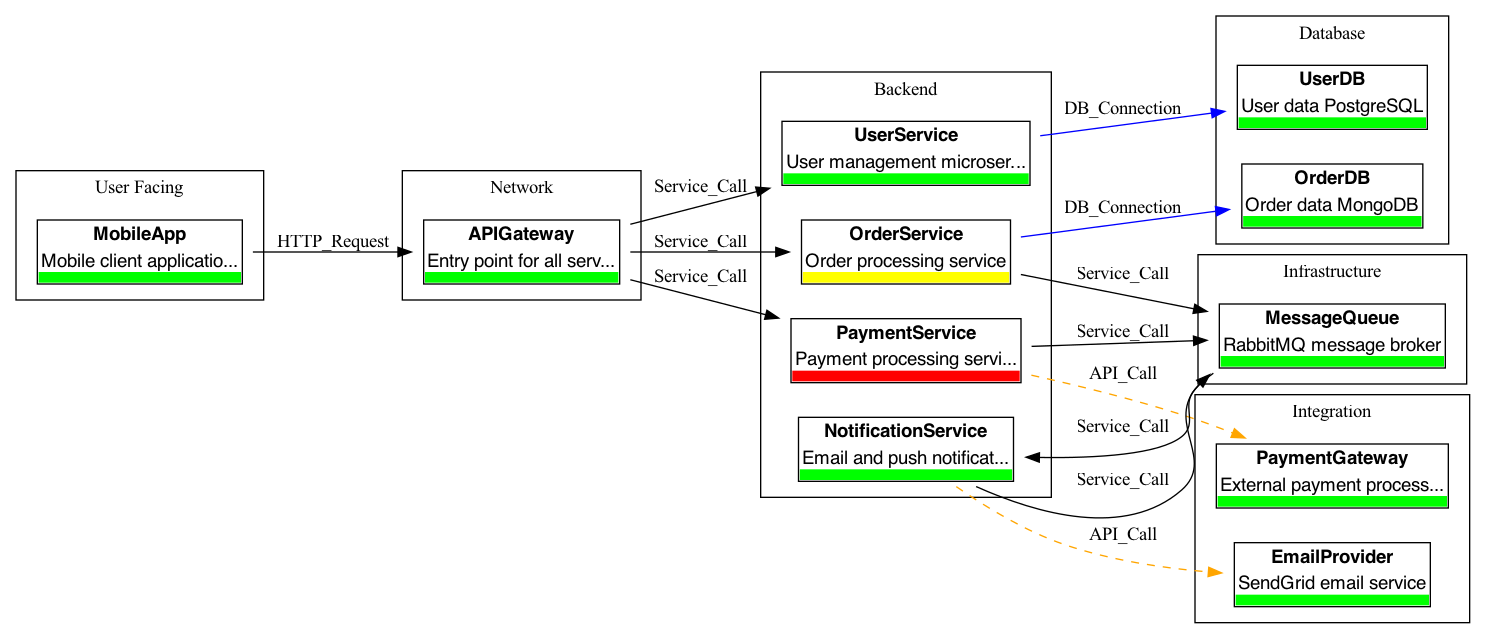 User Facing
MobileApp
Mobile client applicatio...
HTTP_Request
Network
APIGateway
Entry point for all serv...
Service_Call
Service_Call
Service_Call
Backend
UserService
User management microser...
OrderService
Order processing service
PaymentService
Payment processing servi...
NotificationService
Email and push notificat...
DB_Connection
DB_Connection
Service_Call
Service_Call
API_Call
Service_Call
Service_Call
API_Call
Database
UserDB
User data PostgreSQL
OrderDB
Order data MongoDB
Infrastructure
MessageQueue
RabbitMQ message broker
Integration
PaymentGateway
External payment process...
EmailProvider
SendGrid email service